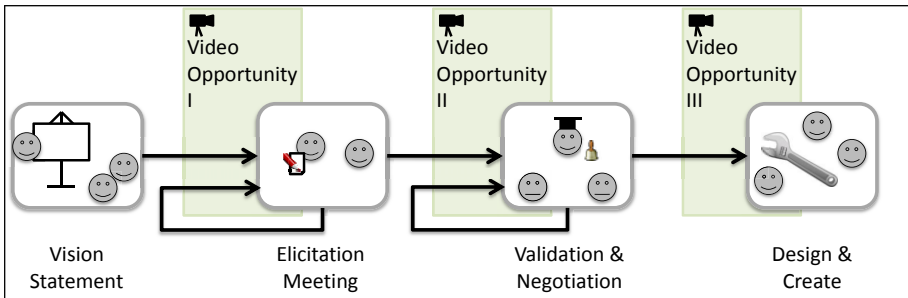 Video
Opportunity
I
Video
Opportunity
II
Video
Opportunity
III
Vision
Statement
Elicitation
Meeting
Validation &
Negotiation
Design &
Create